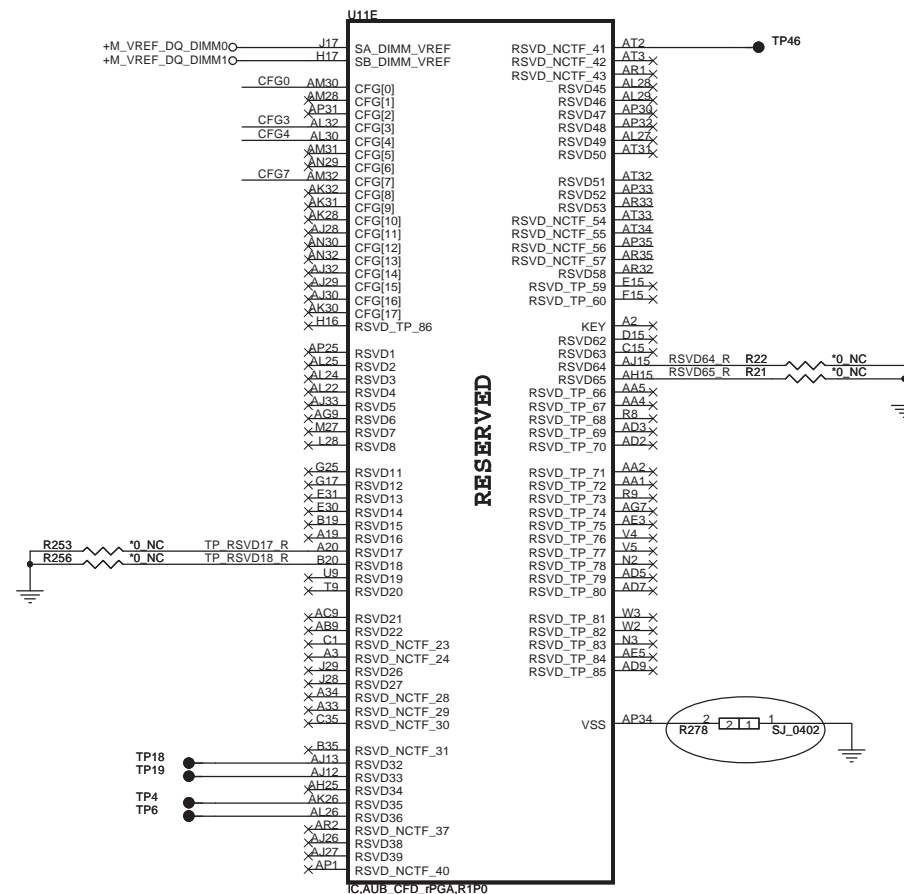 U11E
+M_VREF_DQ_DIMM0 J17 SA_DIMM_VREF RSVD_NCTF_41 AT2 TP46
+M_VREF_DQ_DIMM1 H17 SB_DIMM_VREF RSVD_NCTF_42 AT3
RSVD_NCTF_43 AR1
CFG0 AM30 CFG[0] RSVD45 AL28
AM28 CFG[1] RSVD46 AL29
AP31 CFG[2] RSVD47 AP30
CFG3 AL32 CFG[3] RSVD48 AP32
CFG4 AL30 CFG[4] RSVD49 AL27
AM31 CFG[5] RSVD50 AT31
AN29 CFG[6]
CFG7 AM32 CFG[7] RSVD51 AT32
AK32 CFG[8] RSVD52 AP33
AK31 CFG[9] RSVD53 AR33
AK28 CFG[10] RSVD_NCTF_54 AT33
AJ28 CFG[11] RSVD_NCTF_55 AT34
AN30 CFG[12] RSVD_NCTF_56 AP35
AN32 CFG[13] RSVD_NCTF_57 AR35
AJ32 CFG[14] RSVD58 AR32
AJ29 CFG[15] RSVD_TP_59 E15
AJ30 CFG[16] RSVD_TP_60 F15
AK30 CFG[17]
H16 RSVD_TP_86 KEY A2
RSVD62 D15
AP25 RSVD1 RSVD63 C15
AL25 RSVD2 RSVD64 AJ15 RSVD64_R R22 *0_NC
AL24 RSVD3 RSVD65 AH15 RSVD65_R R21 *0_NC
AL22 RSVD4 RSVD_TP_66 AA5
AJ33 RSVD5 RSVD_TP_67 AA4
AG9 RSVD6 RSVD_TP_68 R8
M27 RSVD7 RSVD_TP_69 AD3
L28 RSVD8 RSVD_TP_70 AD2
RESERVED
G25 RSVD11 RSVD_TP_71 AA2
G17 RSVD12 RSVD_TP_72 AA1
E31 RSVD13 RSVD_TP_73 R9
E30 RSVD14 RSVD_TP_74 AG7
B19 RSVD15 RSVD_TP_75 AE3
A19 RSVD16 RSVD_TP_76 V4
R253 *0_NC TP_RSVD17_R A20 RSVD17 RSVD_TP_77 V5
R256 *0_NC TP_RSVD18_R B20 RSVD18 RSVD_TP_78 N2
U9 RSVD19 RSVD_TP_79 AD5
T9 RSVD20 RSVD_TP_80 AD7
AC9 RSVD21 RSVD_TP_81 W3
AB9 RSVD22 RSVD_TP_82 W2
C1 RSVD_NCTF_23 RSVD_TP_83 N3
A3 RSVD_NCTF_24 RSVD_TP_84 AE5
J29 RSVD26 RSVD_TP_85 AD9
J28 RSVD27
A34 RSVD_NCTF_28
A33 RSVD_NCTF_29
C35 RSVD_NCTF_30 VSS AP34 2 2 1 1
R278 SJ_0402
B35 RSVD_NCTF_31
TP18 AJ13 RSVD32
TP19 AJ12 RSVD33
AH25 RSVD34
TP4 AK26 RSVD35
TP6 AL26 RSVD36
AR2 RSVD_NCTF_37
AJ26 RSVD38
AJ27 RSVD39
AP1 RSVD_NCTF_40
IC,AUB_CFD_rPGA,R1P0